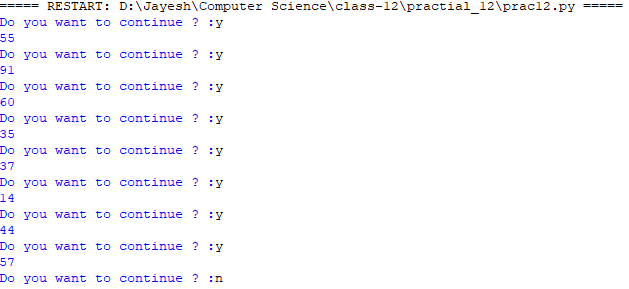 ===== RESTART: D:\Jayesh\Computer Science\class-12\practial_12\prac12.py =====
Do you want to continue ? :y
55
Do you want to continue ? :y
91
Do you want to continue ? :y
60
Do you want to continue ? :y
35
Do you want to continue ? :y
37
Do you want to continue ? :y
14
Do you want to continue ? :y
44
Do you want to continue ? :y
57
Do you want to continue ? :n